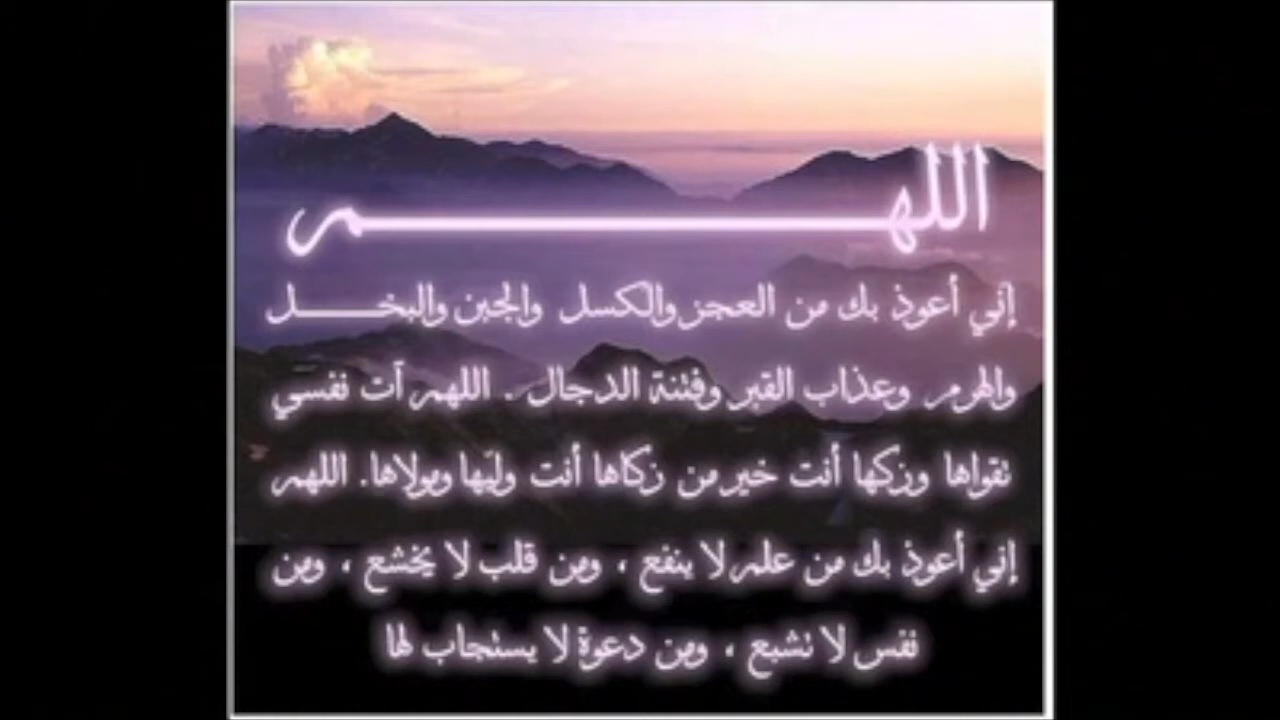 اللهم
إني أعوذ بك من العجز والكسل والجبن والبخل
والهرم وعذاب القبر وفتنة الدجال . اللهم آت نفسي
تقواها وزكها أنت خير من زكاها أنت وليها ومولاها. اللهم
إني أعوذ بك من علم لا ينفع ، ومن قلب لا يخشع ، ومن
نفس لا تشبع ، ومن دعوة لا يستجاب لها